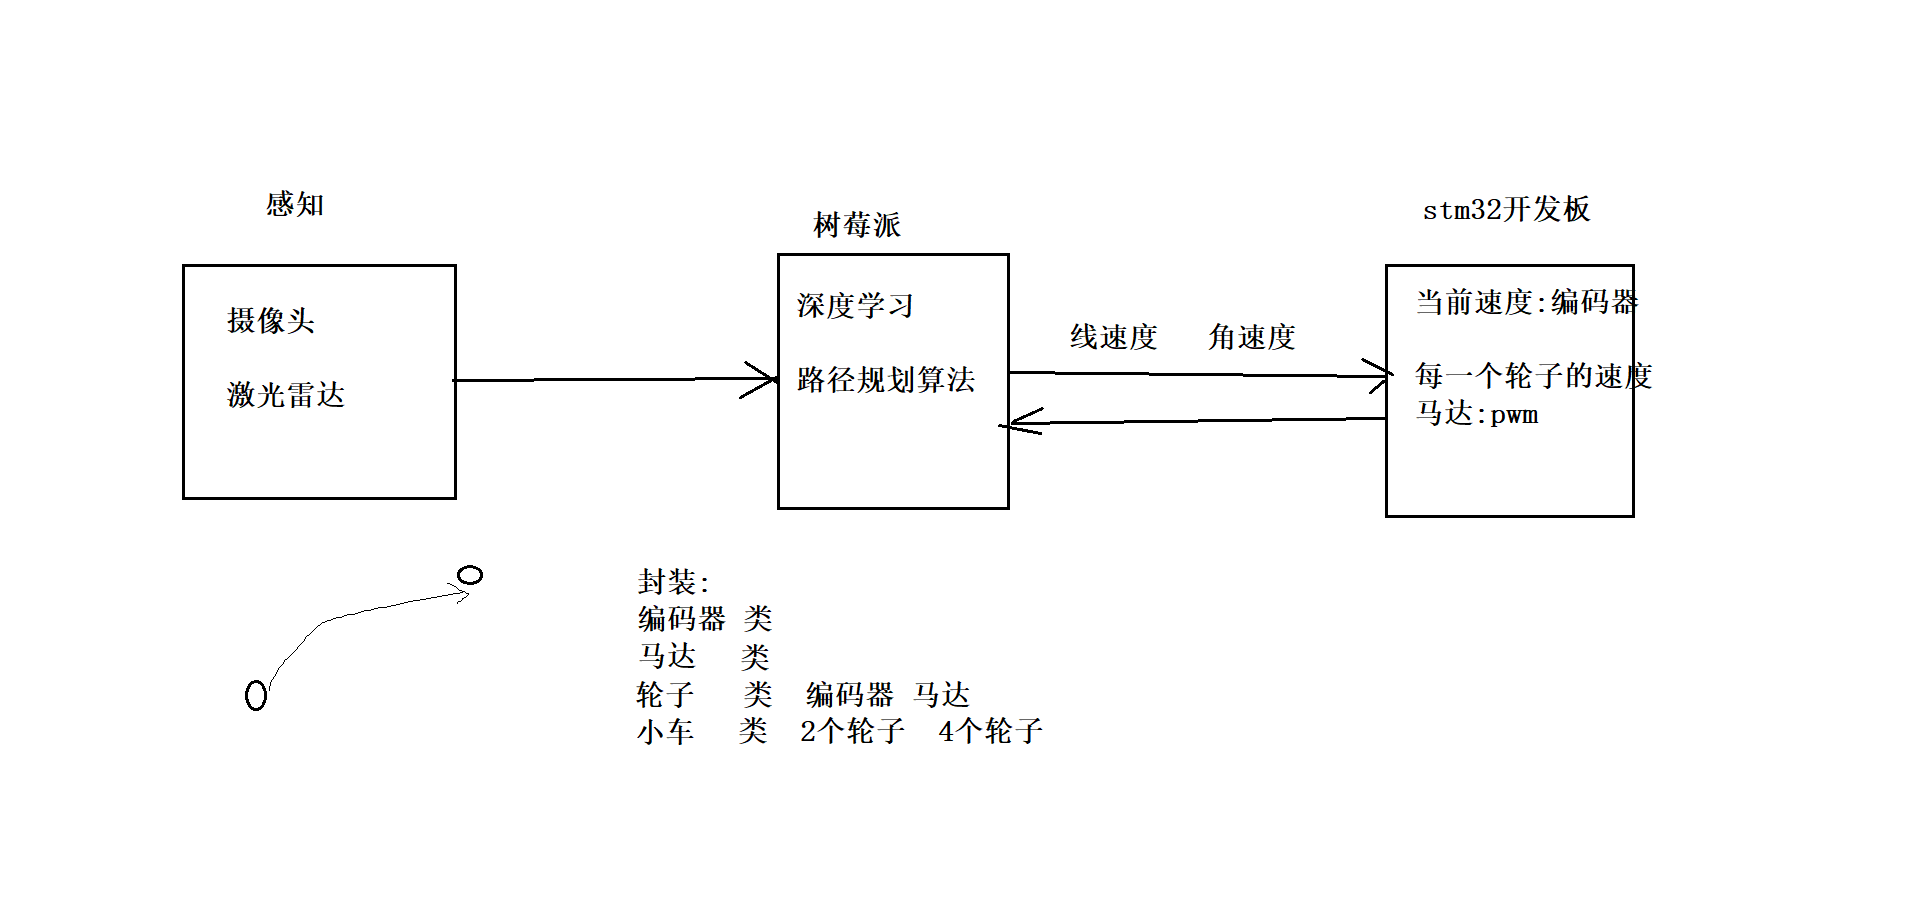 感知
摄像头
激光雷达
树莓派
深度学习
路径规划算法
线速度 角速度
stm32开发板
当前速度:编码器
每一个轮子的速度
马达:pwm
封装:
编码器 类
马达 类
轮子 类 编码器 马达
小车 类 2个轮子 4个轮子